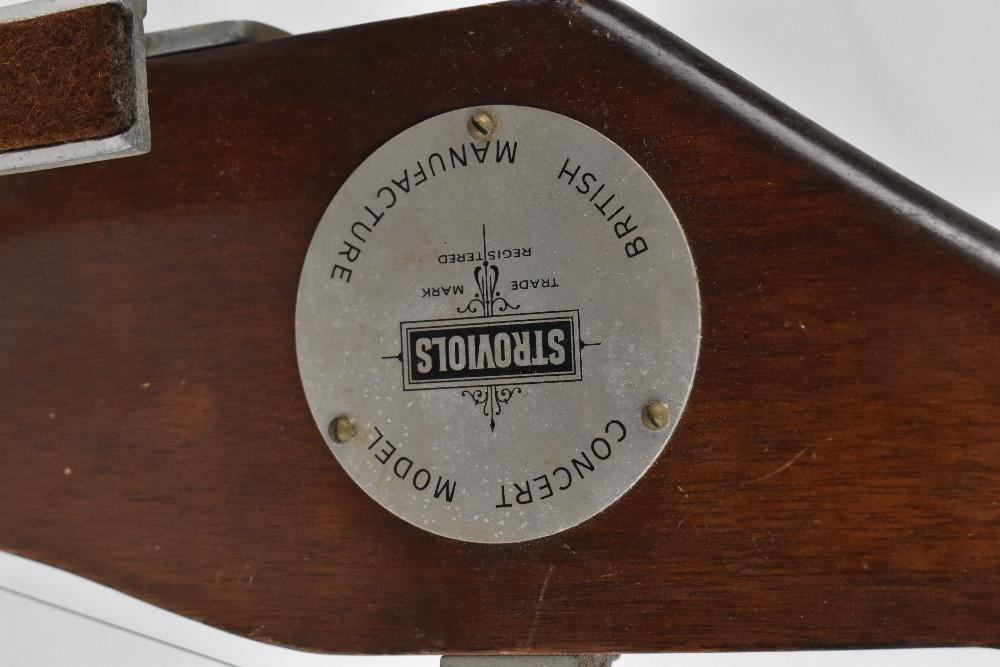 CONCERT MODEL
STROVIOLS
TRADE MARK
REGISTERED
BRITISH MANUFACTURE